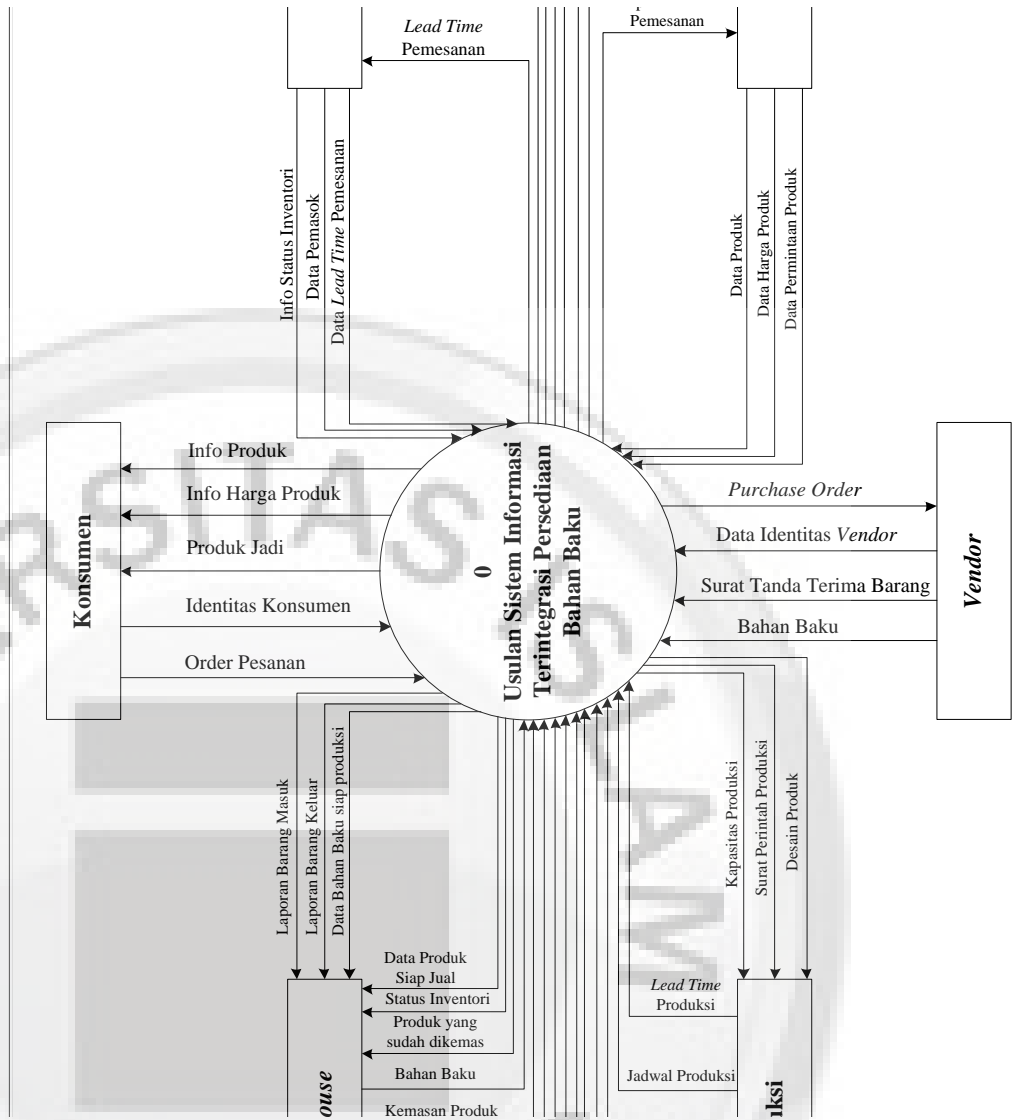 Lead Time
Pemesanan
Pemesanan
Info Status Inventori
Data Pemasok
Data Lead Time Pemesanan
Data Produk
Data Harga Produk
Data Permintaan Produk
Konsumen
Info Produk
Info Harga Produk
Produk Jadi
Identitas Konsumen
Order Pesanan
0
Usulan Sistem Informasi
Terintegrasi Persediaan
Bahan Baku
Purchase Order
Data Identitas Vendor
Surat Tanda Terima Barang
Bahan Baku
Vendor
Laporan Barang Masuk
Laporan Barang Keluar
Data Bahan Baku siap produksi
Kapasitas Produksi
Surat Perintah Produksi
Desain Produk
Data Produk
Siap Jual
Status Inventori
Produk yang
sudah dikemas
Bahan Baku
Kemasan Produk
Lead Time
Produksi
Jadwal Produksi
ouse
uksi
SITAS ISLAM